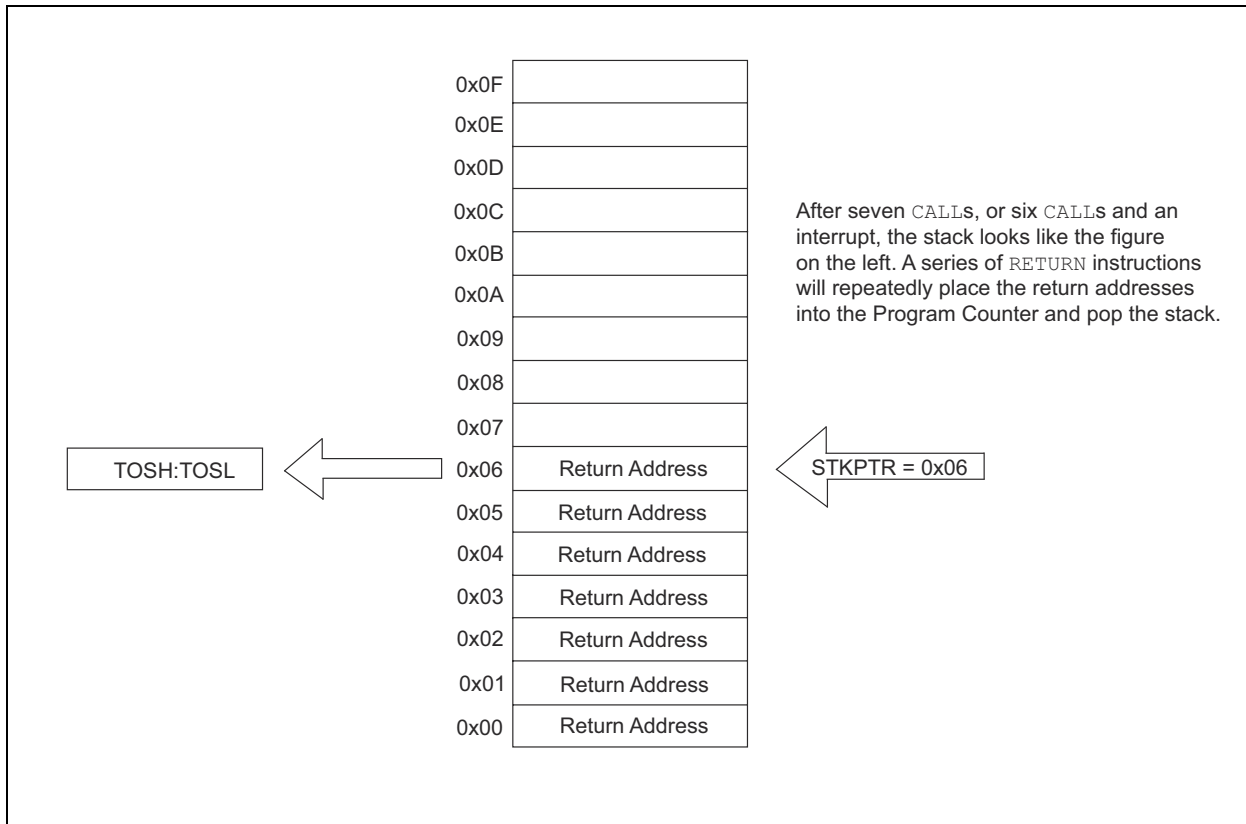 0x0F
0x0E
0x0D
0x0C
0x0B
0x0A
0x09
0x08
0x07
After seven CALLs, or six CALLs and an
interrupt, the stack looks like the figure
on the left. A series of RETURN instructions
will repeatedly place the return addresses
into the Program Counter and pop the stack.
TOSH:TOSL
0x06 Return Address
STKPTR = 0x06
0x05 Return Address
0x04 Return Address
0x03 Return Address
0x02 Return Address
0x01 Return Address
0x00 Return Address